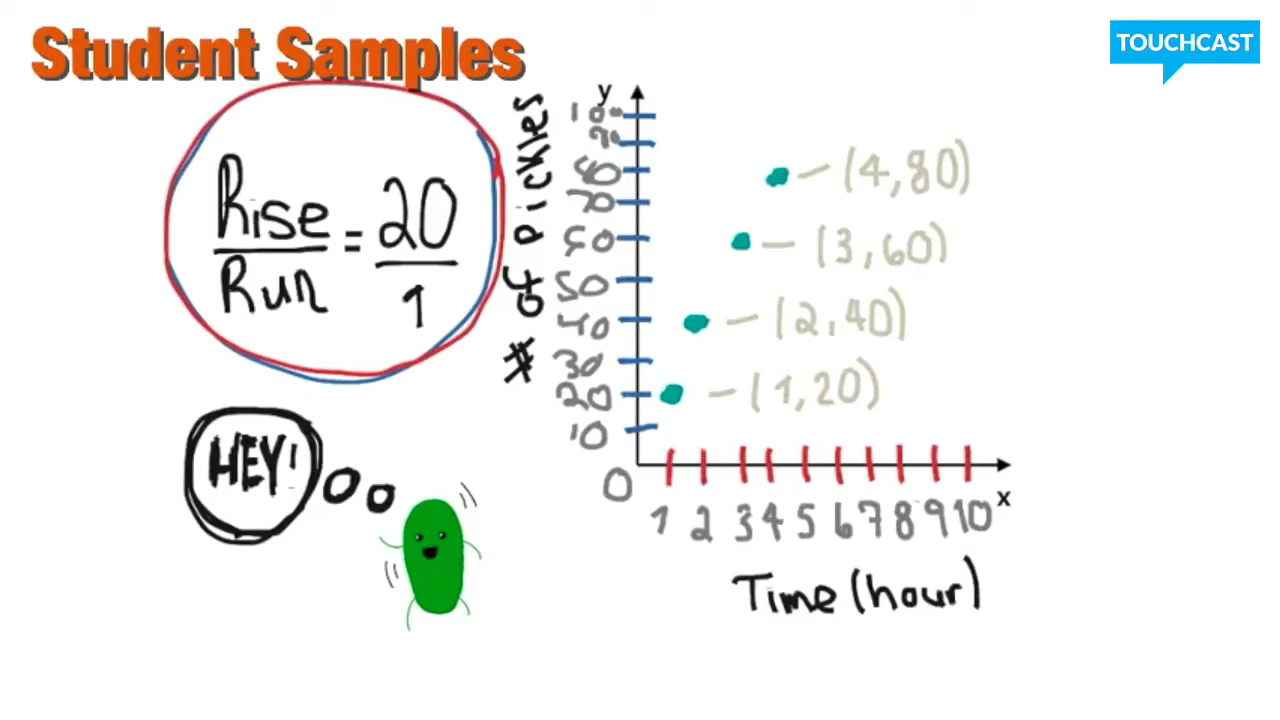 Student Samples
TOUCHCAST
Rise
Run
=
20
1
# of Pickles
y
100
80
70
60
50
40
30
20
10
0
(4,80)
(3,60)
(2,40)
(1,20)
x
1 2 3 4 5 6 7 8 9 10
Time (hour)
HEY!